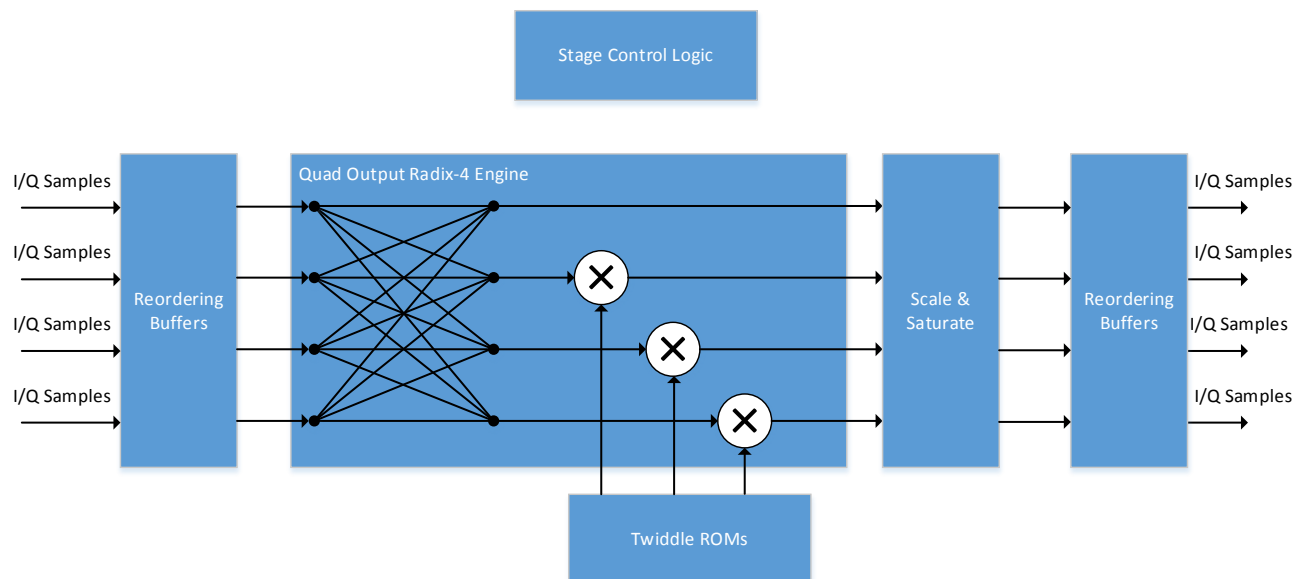 Stage Control Logic
I/Q Samples
I/Q Samples
I/Q Samples
I/Q Samples
Reordering
Buffers
Quad Output Radix-4 Engine
Twiddle ROMs
Scale &
Saturate
Reordering
Buffers
I/Q Samples
I/Q Samples
I/Q Samples
I/Q Samples